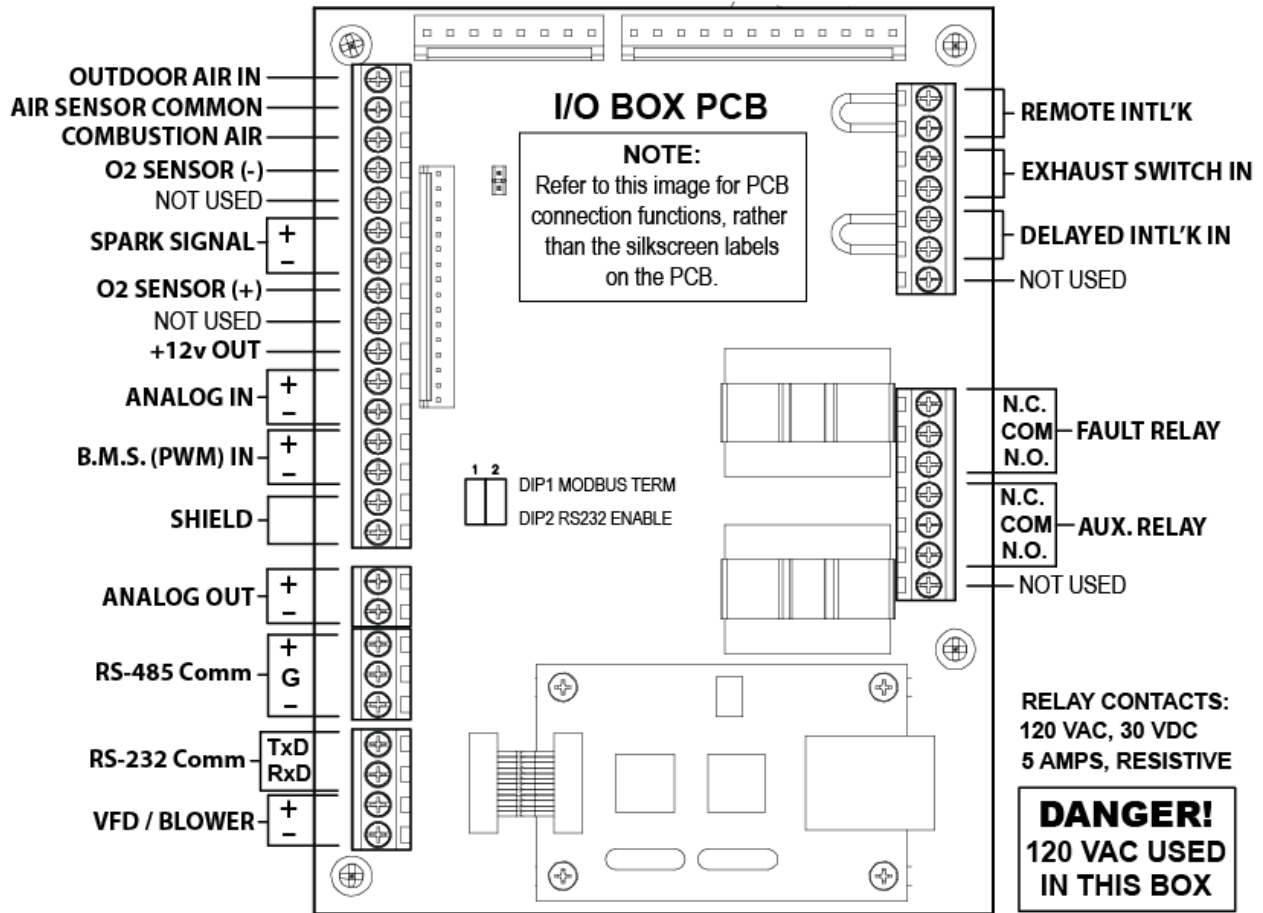 OUTDOOR AIR IN
AIR SENSOR COMMON
COMBUSTION AIR
O2 SENSOR (-)
NOT USED
SPARK SIGNAL
+
–
O2 SENSOR (+)
NOT USED
+12v OUT
ANALOG IN
+
–
B.M.S. (PWM) IN
+
–
SHIELD
ANALOG OUT
+
–
RS-485 Comm
+
G
–
RS-232 Comm
TxD
RxD
VFD / BLOWER
+
–
I/O BOX PCB
NOTE:
Refer to this image for PCB
connection functions, rather
than the silkscreen labels
on the PCB.
1 2
DIP1 MODBUS TERM
DIP2 RS232 ENABLE
REMOTE INTL'K
EXHAUST SWITCH IN
DELAYED INTL'K IN
NOT USED
N.C.
COM
N.O.
FAULT RELAY
N.C.
COM
N.O.
AUX. RELAY
NOT USED
RELAY CONTACTS:
120 VAC, 30 VDC
5 AMPS, RESISTIVE
DANGER!
120 VAC USED
IN THIS BOX